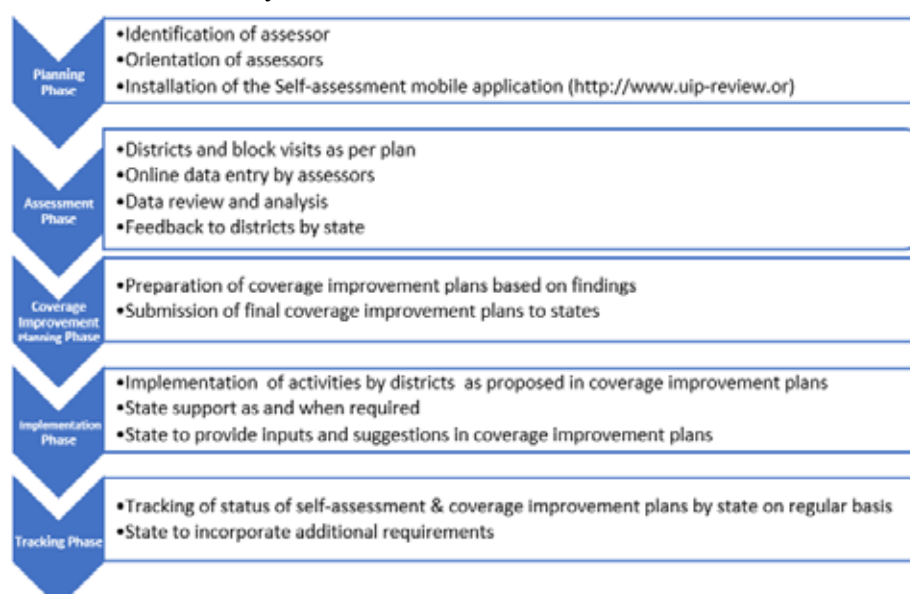 Planning
Phase
•Identification of assessor
•Orientation of assessors
•Installation of the Self-assessment mobile application (http://www.uip-review.or)
Assessment
Phase
•Districts and block visits as per plan
•Online data entry by assessors
•Data review and analysis
•Feedback to districts by state
Coverage
Improvement
Planning Phase
•Preparation of coverage improvement plans based on findings
•Submission of final coverage improvement plans to states
Implementation
Phase
•Implementation of activities by districts as proposed in coverage improvement plans
•State support as and when required
•State to provide inputs and suggestions in coverage improvement plans
Tracking Phase
•Tracking of status of self-assessment & coverage improvement plans by state on regular basis
•State to incorporate additional requirements